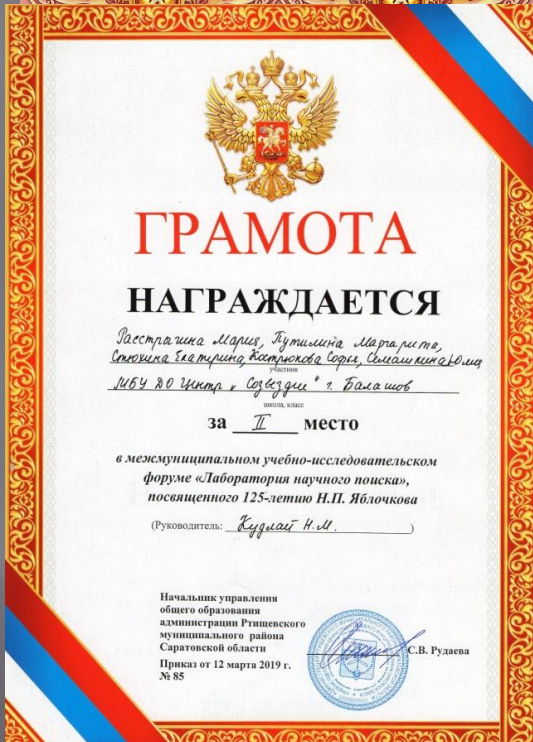 ГРАМОТА
НАГРАЖДАЕТСЯ
Расстрагина Мария, Путилина Маргарита,
Стюхина Екатерина, Кострюкова Софья, Семашкина Юлия
участник
МБУ ДО Центр „Созвездие“ г. Балашов
школа, класс
за II место
в межмуниципальном учебно-исследовательском
форуме «Лаборатория научного поиска»,
посвященного 125-летию Н.П. Яблочкова
(Руководитель: Кудлай Н.М. )
Начальник управления
общего образования
администрации Ртищевского
муниципального района
Саратовской области
С.В. Рудаева
Приказ от 12 марта 2019 г.
№ 85